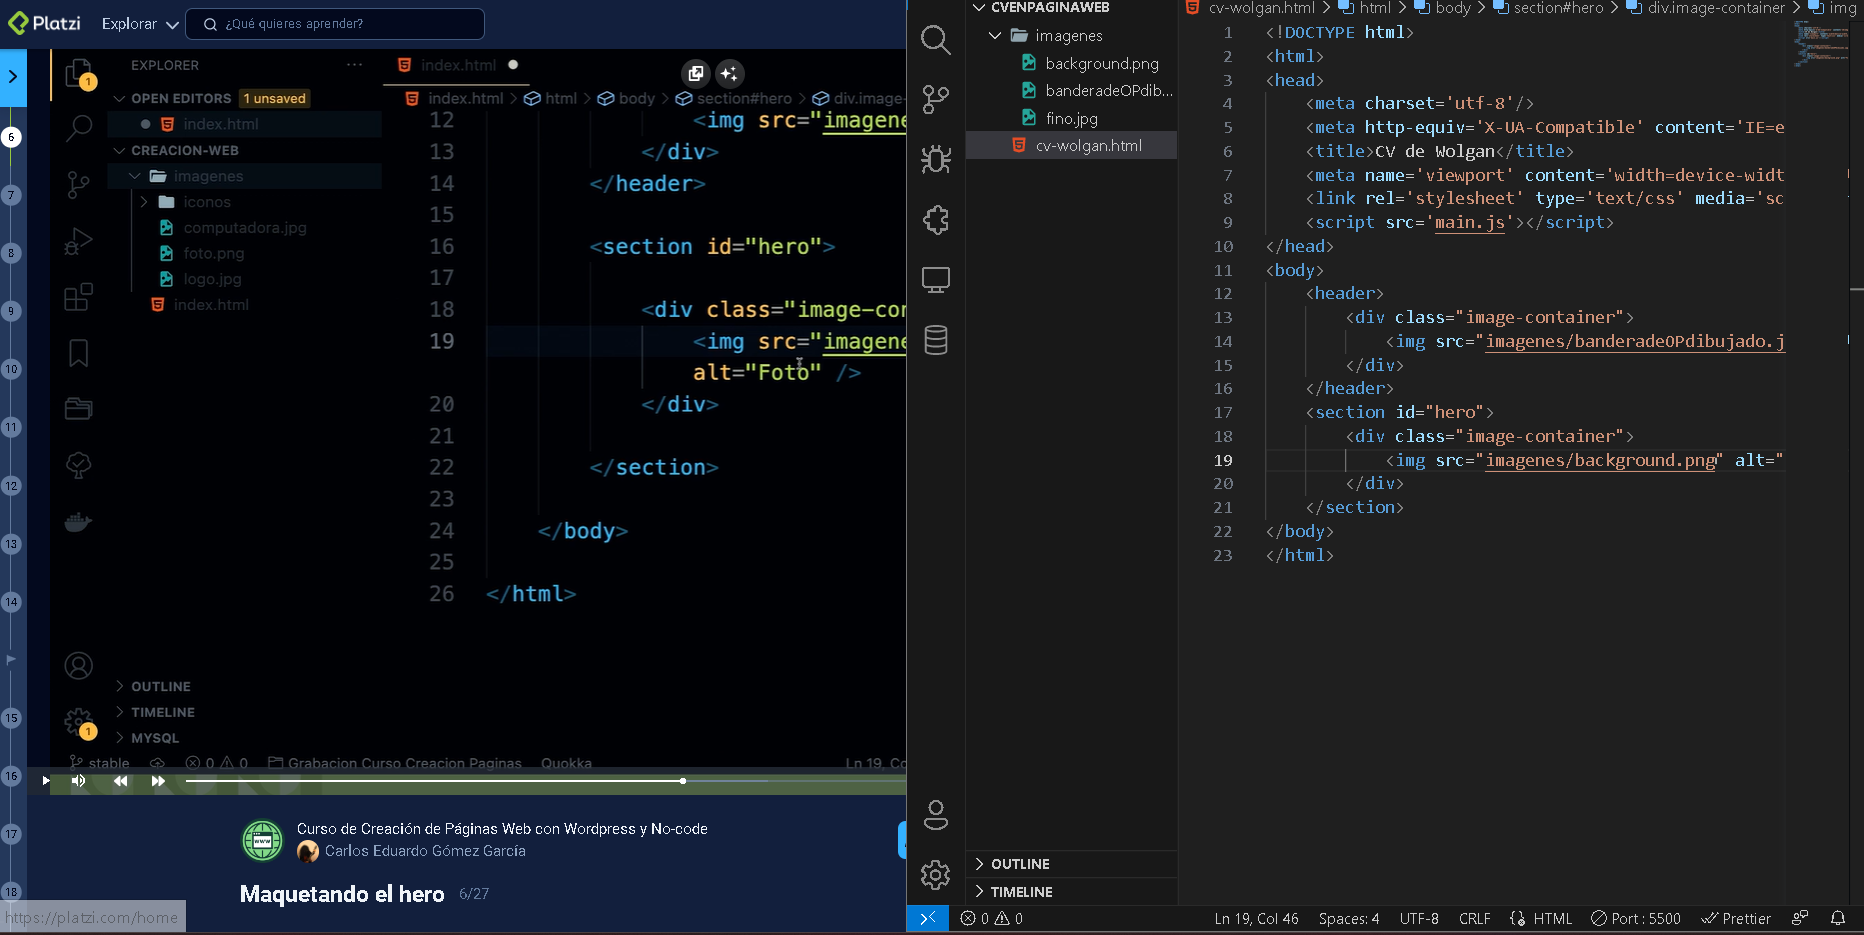 Platzi
Explorar
¿Qué quieres aprender?
6
7
8
9
10
11
12
13
14
15
16
17
18
1
EXPLORER
···
OPEN EDITORS 1 unsaved
index.html
CREACION-WEB
imagenes
iconos
computadora.jpg
foto.png
logo.jpg
index.html
OUTLINE
TIMELINE
MYSQL
1
index.html
index.html > html > body > section#hero > div.image-
12 <img src="imagene
13 </div>
14 </header>
15
16 <section id="hero">
17
18 <div class="image-con
19 <img src="imagene
alt="Foto" />
20 </div>
21
22 </section>
23
24 </body>
25
26 </html>
stable 0 0 Grabacion Curso Creacion Paginas Quokka Ln 19, Co
Curso de Creación de Páginas Web con Wordpress y No-code
Carlos Eduardo Gómez García
Maquetando el hero 6/27
https://platzi.com/home
CVENPAGINAWEB
imagenes
background.png
banderadeOPdib...
fino.jpg
cv-wolgan.html
OUTLINE
TIMELINE
cv-wolgan.html > html > body > section#hero > div.image-container > img
1 <!DOCTYPE html>
2 <html>
3 <head>
4 <meta charset='utf-8'/>
5 <meta http-equiv='X-UA-Compatible' content='IE=e
6 <title>CV de Wolgan</title>
7 <meta name='viewport' content='width=device-widt
8 <link rel='stylesheet' type='text/css' media='sc
9 <script src='main.js'></script>
10 </head>
11 <body>
12 <header>
13 <div class="image-container">
14 <img src="imagenes/banderadeOPdibujado.j
15 </div>
16 </header>
17 <section id="hero">
18 <div class="image-container">
19 <img src="imagenes/background.png" alt="
20 </div>
21 </section>
22 </body>
23 </html>
0 0 Ln 19, Col 46 Spaces: 4 UTF-8 CRLF HTML Port : 5500 Prettier